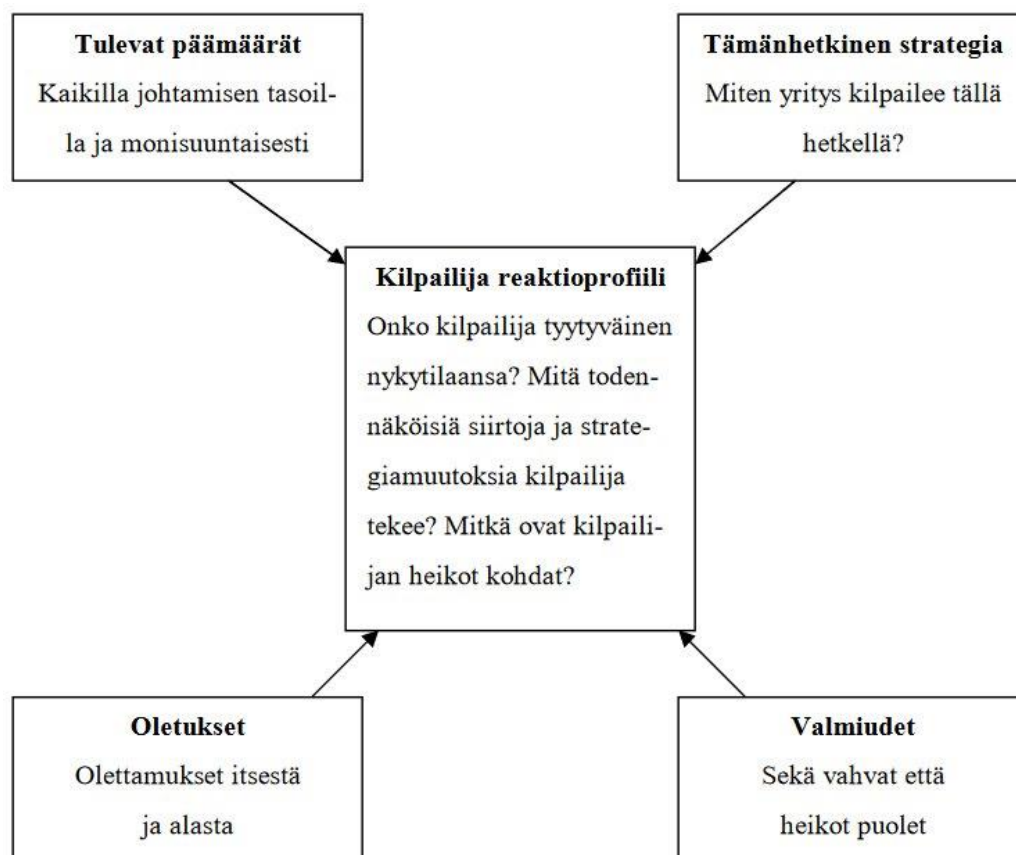 Tulevat päämäärät
Kaikilla johtamisen tasoil-
la ja monisuuntaisesti
Tämänhetkinen strategia
Miten yritys kilpailee tällä
hetkellä?
Kilpailija reaktioprofiili
Onko kilpailija tyytyväinen
nykytilaansa? Mitä toden-
näköisiä siirtoja ja strate-
giamuutoksia kilpailija
tekee? Mitkä ovat kilpaili-
jan heikot kohdat?
Oletukset
Olettamukset itsestä
ja alasta
Valmiudet
Sekä vahvat että
heikot puolet